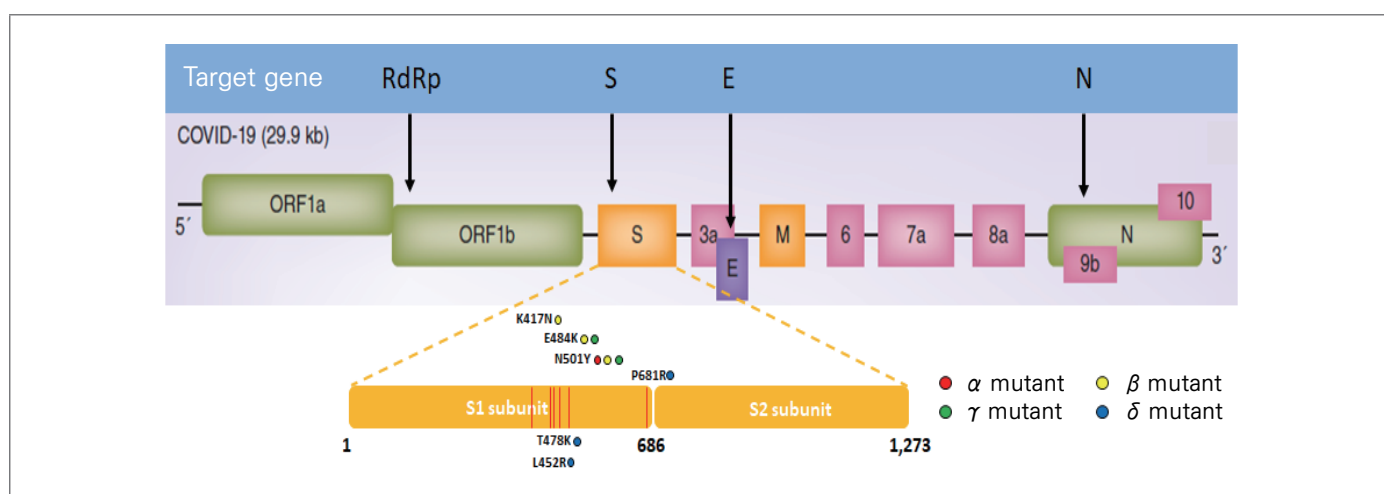 Target gene RdRp S E N
COVID-19 (29.9 kb)
ORF1a
10
5´ ORF1b S 3a M 6 7a 8a N 3´
E 9b
K417N
E484K
N501Y
P681R
α mutant β mutant
S1 subunit S2 subunit
γ mutant δ mutant
T478K
1 686 1,273
L452R